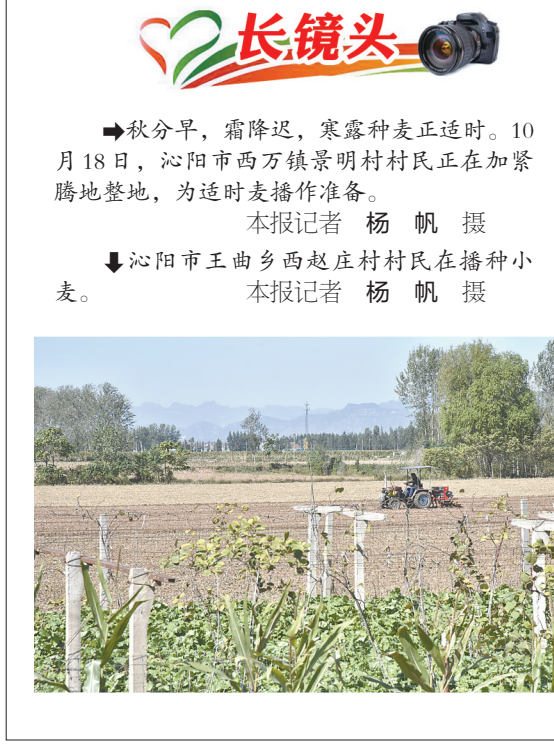 长镜头
➡秋分早，霜降迟，寒露种麦正适时。10
月18日，沁阳市西万镇景明村村民正在加紧
腾地整地，为适时麦播作准备。
本报记者 杨 帆 摄
⬇沁阳市王曲乡西赵庄村村民在播种小
麦。 本报记者 杨 帆 摄